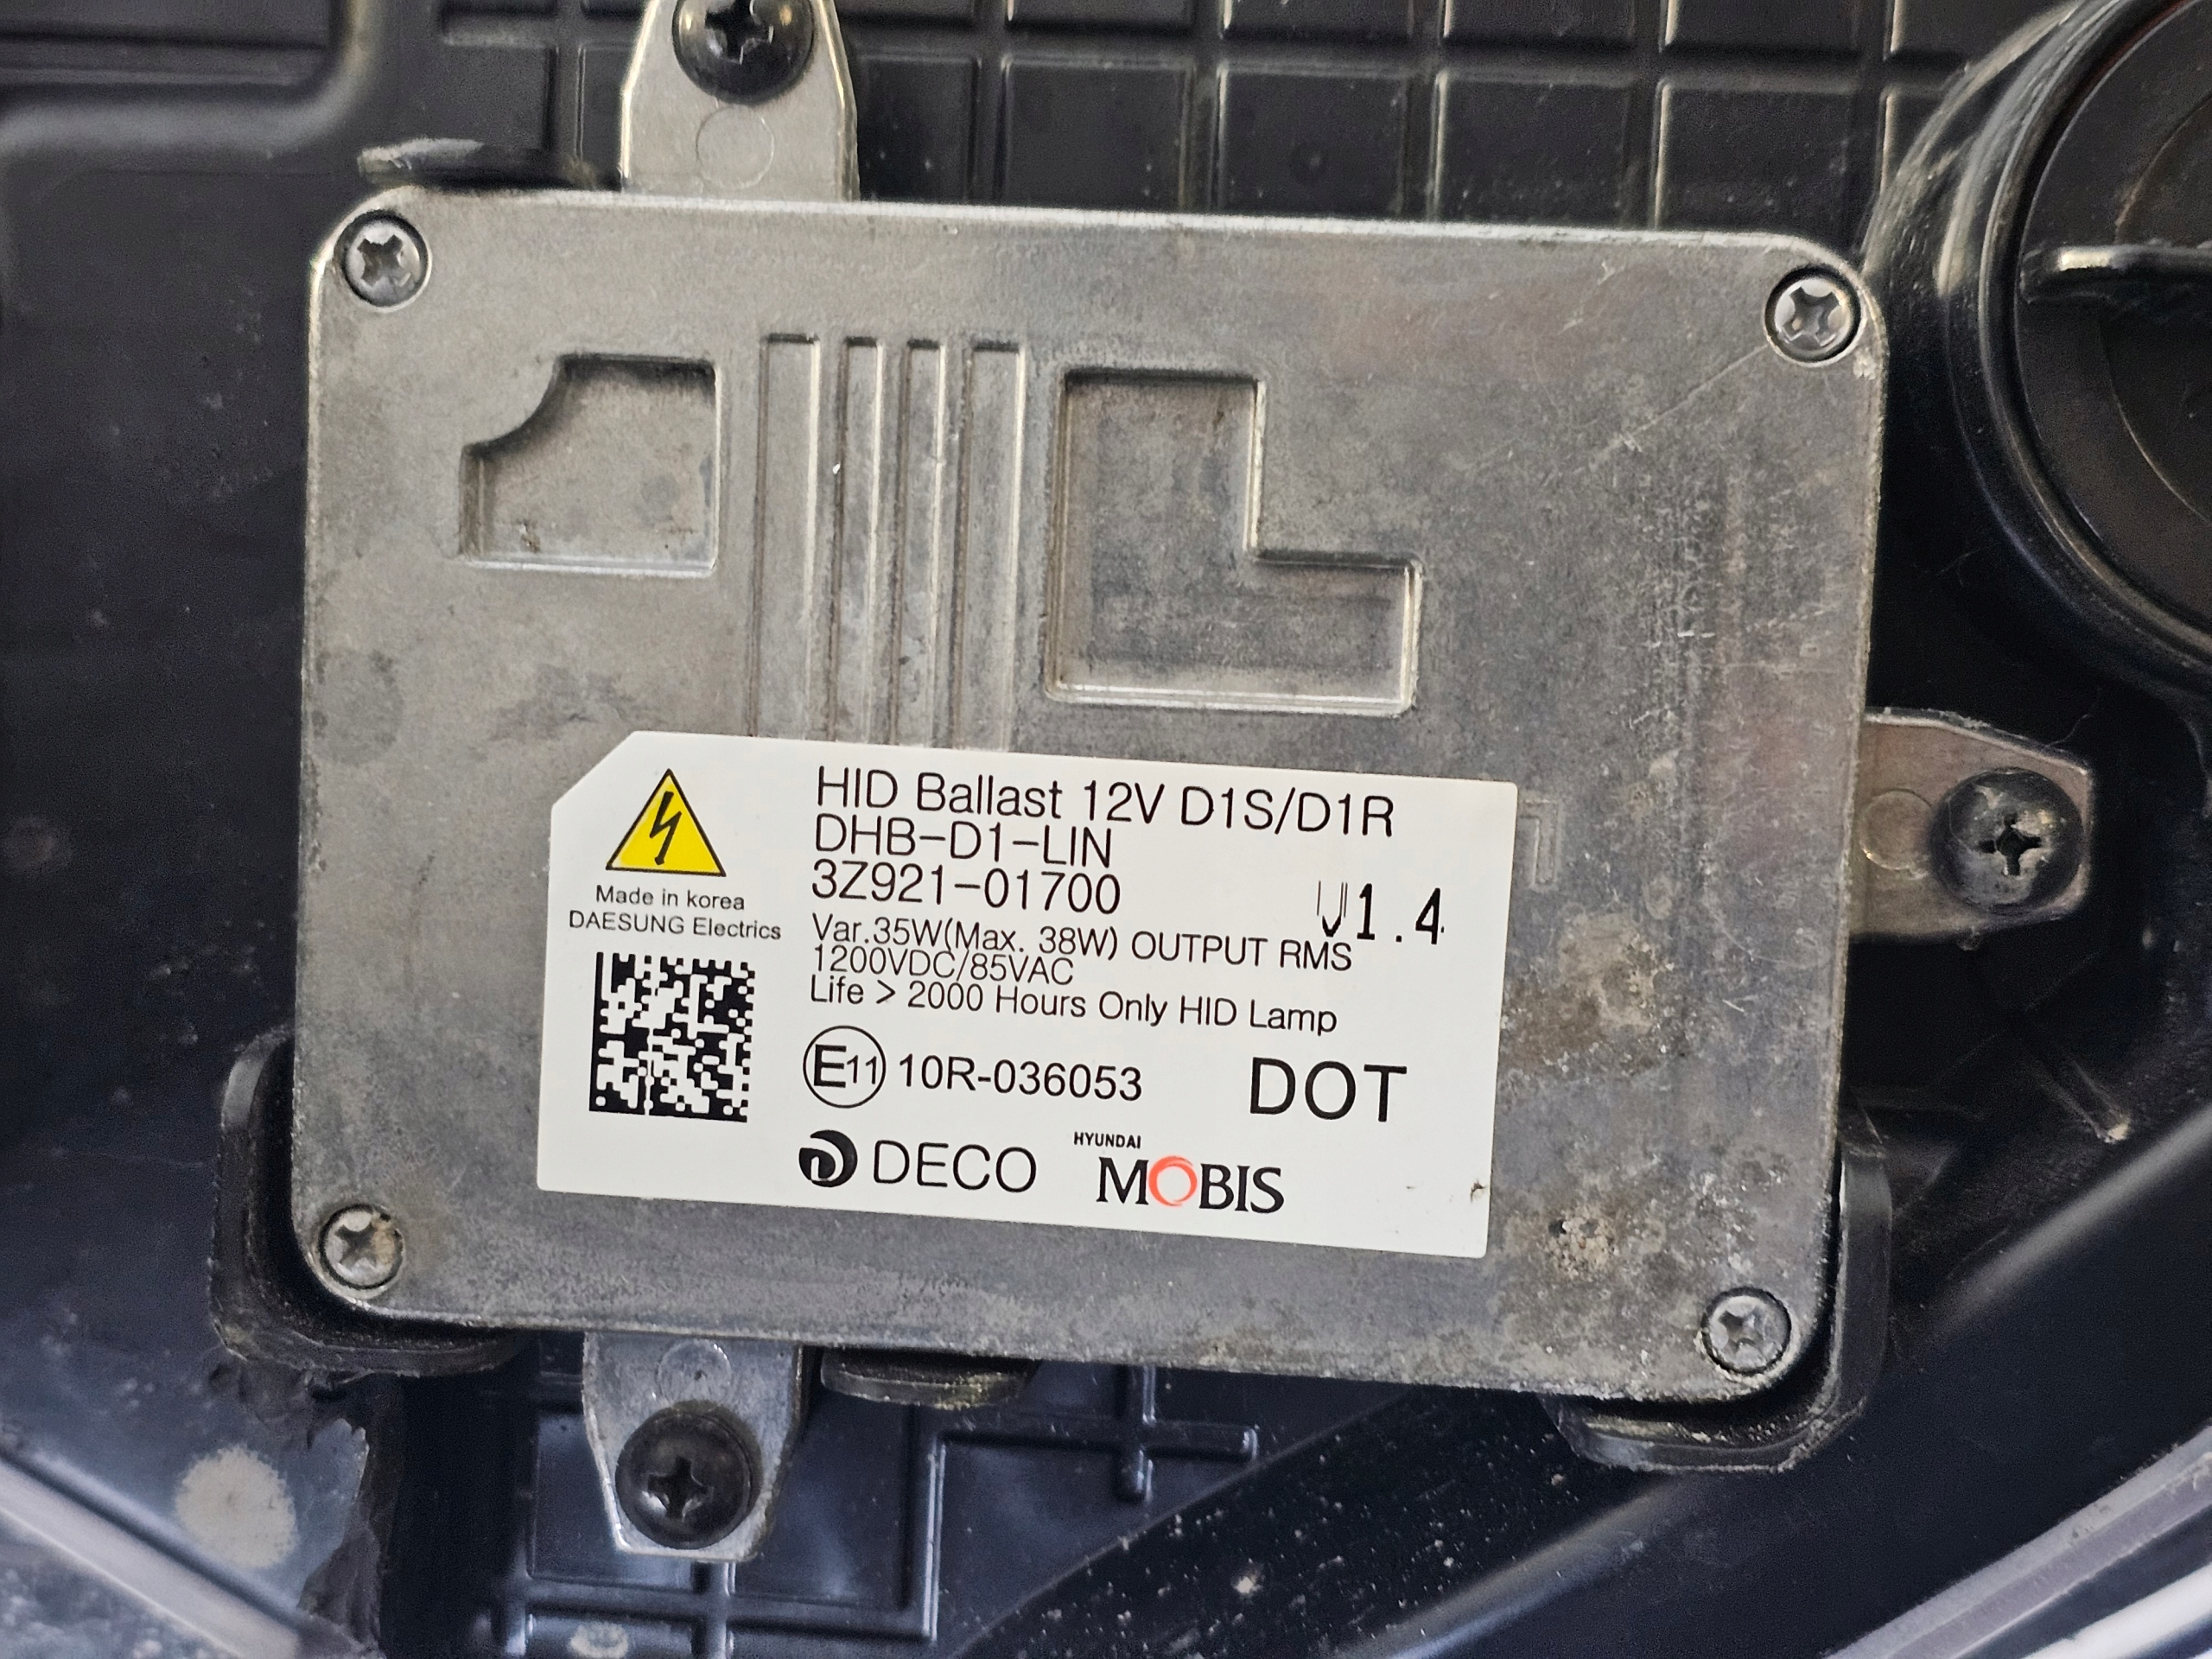 HID Ballast 12V D1S/D1R
DHB-D1-LIN
3Z921-01700
V1.4
Made in korea
DAESUNG Electrics
Var.35W(Max. 38W) OUTPUT RMS
1200VDC/85VAC
Life > 2000 Hours Only HID Lamp
E11 10R-036053
DOT
DECO
HYUNDAI
MOBIS